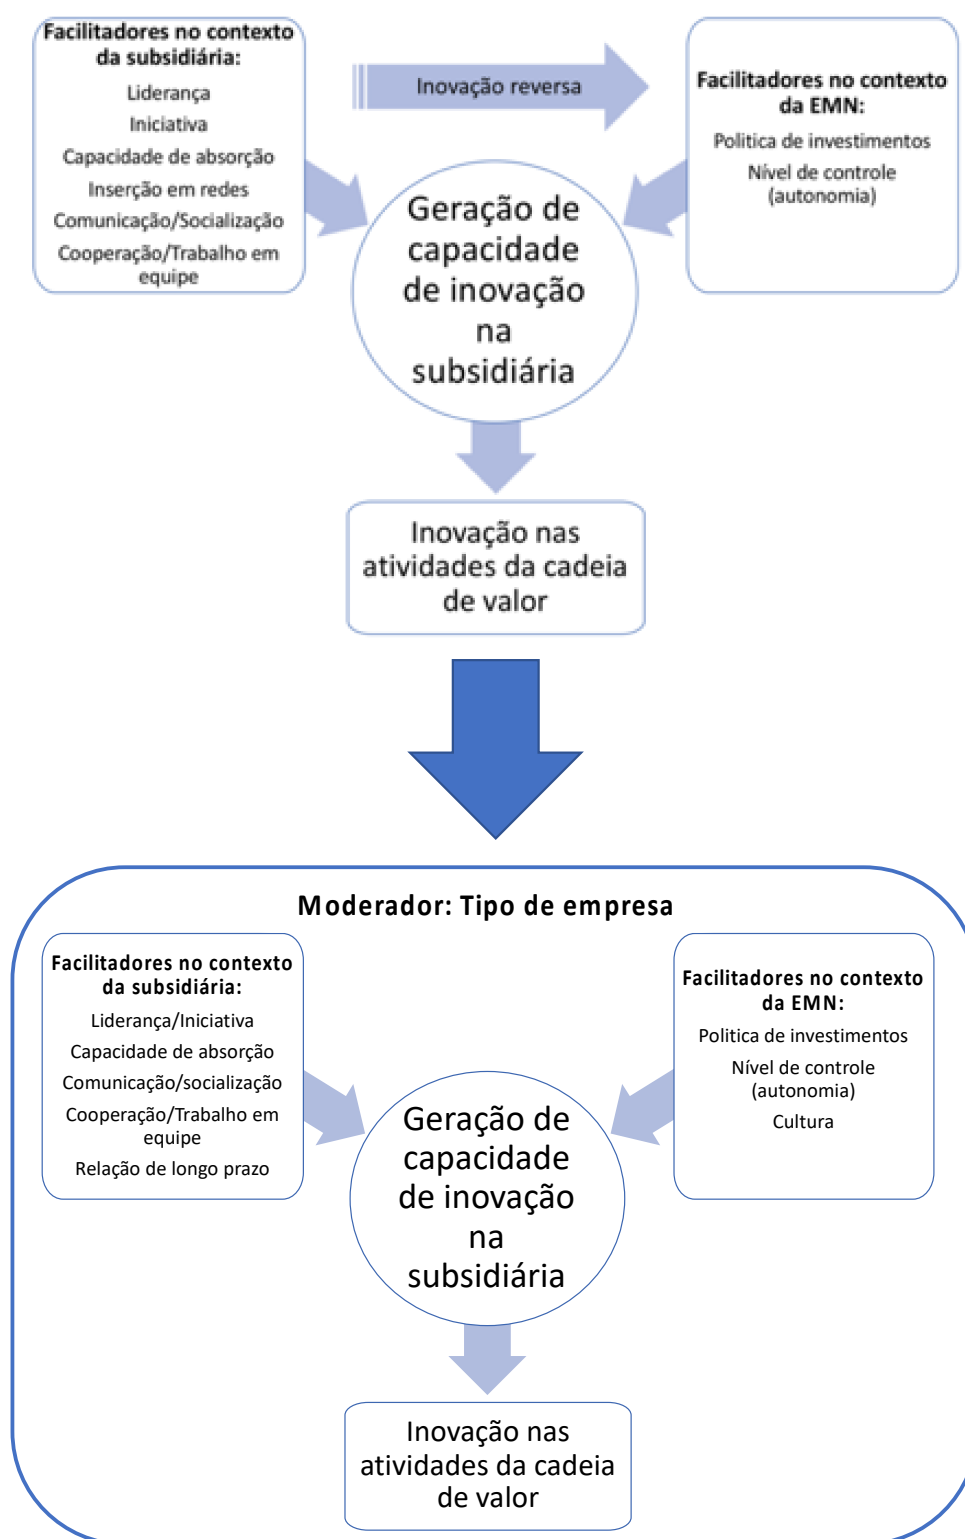 Facilitadores no contexto
da subsidiária:
Liderança
Iniciativa
Capacidade de absorção
Inserção em redes
Comunicação/Socialização
Cooperação/Trabalho em
equipe
Inovação reversa
Facilitadores no contexto
da EMN:
Politica de investimentos
Nível de controle
(autonomia)
Geração de
capacidade
de inovação
na
subsidiária
Inovação nas
atividades da cadeia
de valor
Moderador: Tipo de empresa
Facilitadores no contexto
da subsidiária:
Liderança/Iniciativa
Capacidade de absorção
Comunicação/socialização
Cooperação/Trabalho em
equipe
Relação de longo prazo
Facilitadores no contexto
da EMN:
Politica de investimentos
Nível de controle
(autonomia)
Cultura
Geração de
capacidade
de inovação
na
subsidiária
Inovação nas
atividades da cadeia
de valor